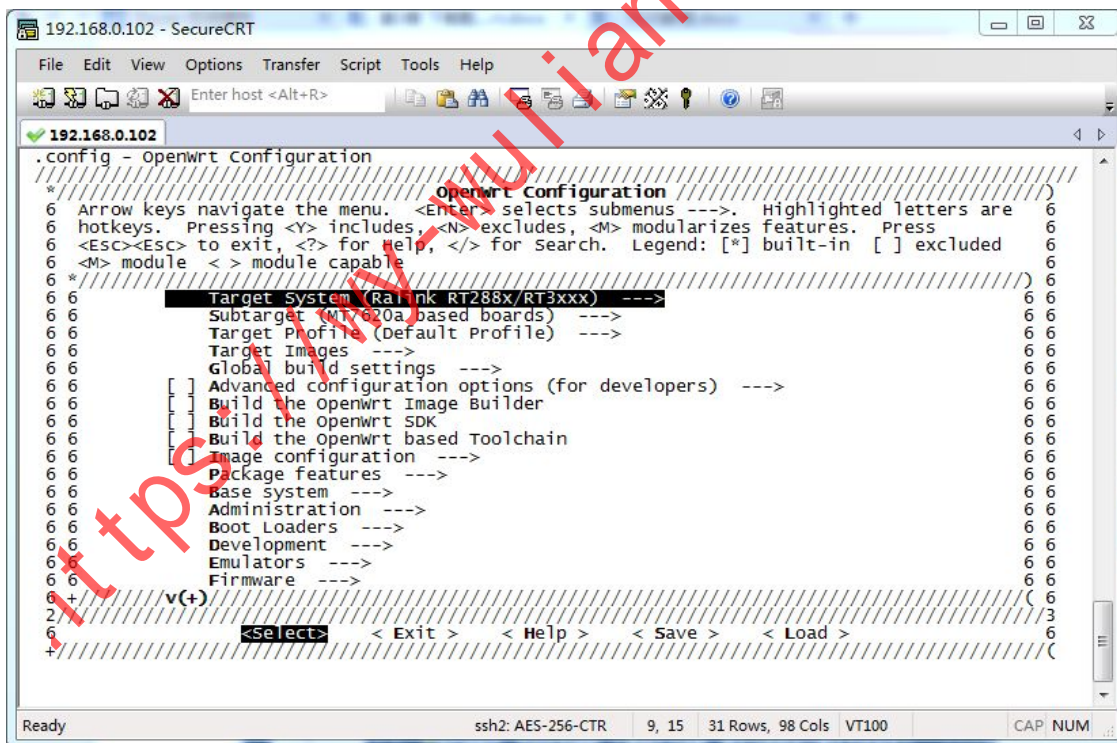 192.168.0.102 - SecureCRT
File Edit View Options Transfer Script Tools Help
Enter host <Alt+R>
192.168.0.102
.config - OpenWrt Configuration
OpenWrt Configuration
Arrow keys navigate the menu. <Enter> selects submenus --->. Highlighted letters are
hotkeys. Pressing <Y> includes, <N> excludes, <M> modularizes features. Press
<Esc><Esc> to exit, <?> for Help, </> for Search. Legend: [*] built-in [ ] excluded
<M> module < > module capable
Target System (Ralink RT288x/RT3xxx) --->
Subtarget (MT7620a based boards) --->
Target Profile (Default Profile) --->
Target Images --->
Global build settings --->
[ ] Advanced configuration options (for developers) --->
[ ] Build the OpenWrt Image Builder
[ ] Build the OpenWrt SDK
[ ] Build the OpenWrt based Toolchain
[ ] Image configuration --->
Package features --->
Base system --->
Administration --->
Boot Loaders --->
Development --->
Emulators --->
Firmware --->
v(+)
<Select> < Exit > < Help > < Save > < Load >
Ready ssh2: AES-256-CTR 9, 15 31 Rows, 98 Cols VT100 CAP NUM
ttps://wy-wulian